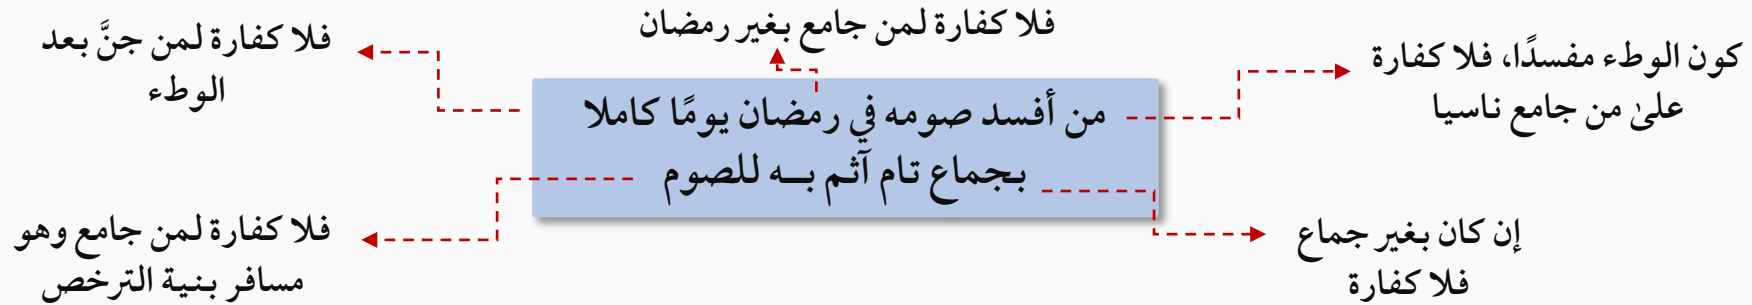 فلا كفارة لمن جامع بغير رمضان
كون الوطء مفسدًا، فلا كفارة
علىٰ من جامع ناسيا
فلا كفارة لمن جنَّ بعد
الوطء
من أفسد صومه في رمضان يومًا كاملا
بجماع تام آثم بــه للصوم
إن كان بغير جماع
فلا كفارة
فلا كفارة لمن جامع وهو
مسافر بنية الترخص